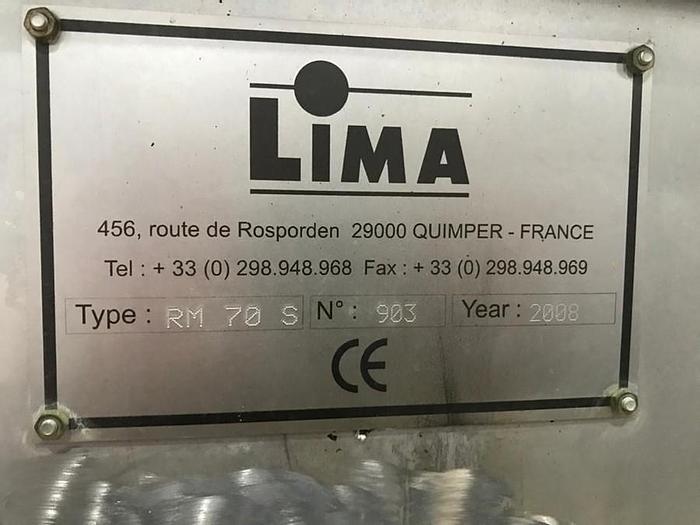 LIMA
456, route de Rosporden 29000 QUIMPER - FRANCE
Tel : + 33 (0) 298.948.968 Fax : + 33 (0) 298.948.969
Type : RM 70 S N° : 903 Year : 2008
CE